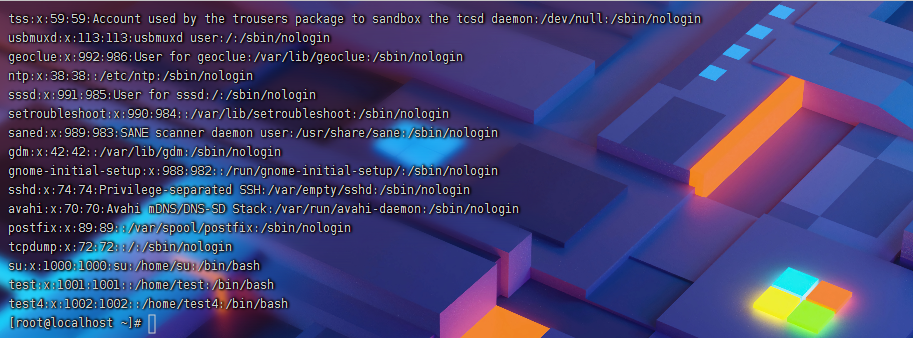 tss:x:59:59:Account used by the trousers package to sandbox the tcsd daemon:/dev/null:/sbin/nologin
usbmuxd:x:113:113:usbmuxd user:/:/sbin/nologin
geoclue:x:992:986:User for geoclue:/var/lib/geoclue:/sbin/nologin
ntp:x:38:38::/etc/ntp:/sbin/nologin
sssd:x:991:985:User for sssd:/:/sbin/nologin
setroubleshoot:x:990:984::/var/lib/setroubleshoot:/sbin/nologin
saned:x:989:983:SANE scanner daemon user:/usr/share/sane:/sbin/nologin
gdm:x:42:42::/var/lib/gdm:/sbin/nologin
gnome-initial-setup:x:988:982::/run/gnome-initial-setup/:/sbin/nologin
sshd:x:74:74:Privilege-separated SSH:/var/empty/sshd:/sbin/nologin
avahi:x:70:70:Avahi mDNS/DNS-SD Stack:/var/run/avahi-daemon:/sbin/nologin
postfix:x:89:89::/var/spool/postfix:/sbin/nologin
tcpdump:x:72:72::/:/sbin/nologin
su:x:1000:1000:su:/home/su:/bin/bash
test:x:1001:1001::/home/test:/bin/bash
test4:x:1002:1002::/home/test4:/bin/bash
[root@localhost ~]#